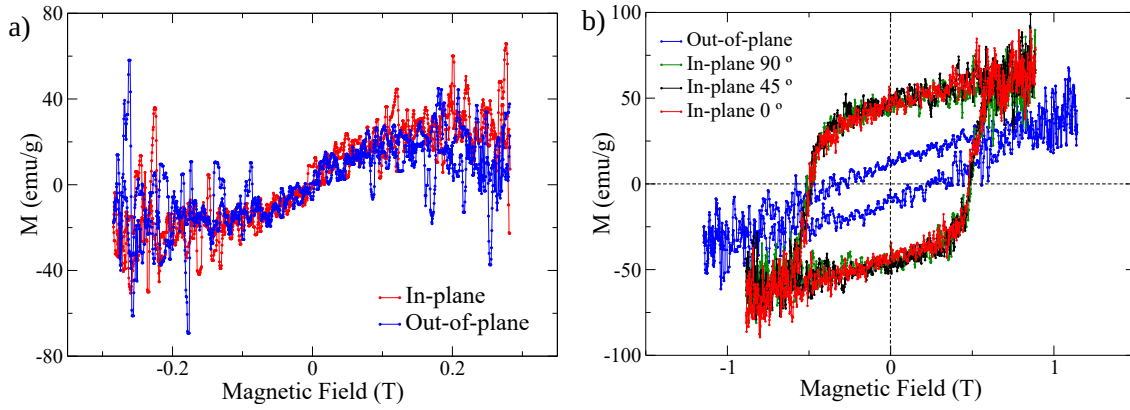 a)
M (emu/g)
80
40
0
-40
-80
-0.2
0
0.2
Magnetic Field (T)
In-plane
Out-of-plane
b)
M (emu/g)
100
50
0
-50
-100
-1
0
1
Magnetic Field (T)
Out-of-plane
In-plane 90 º
In-plane 45 º
In-plane 0 º